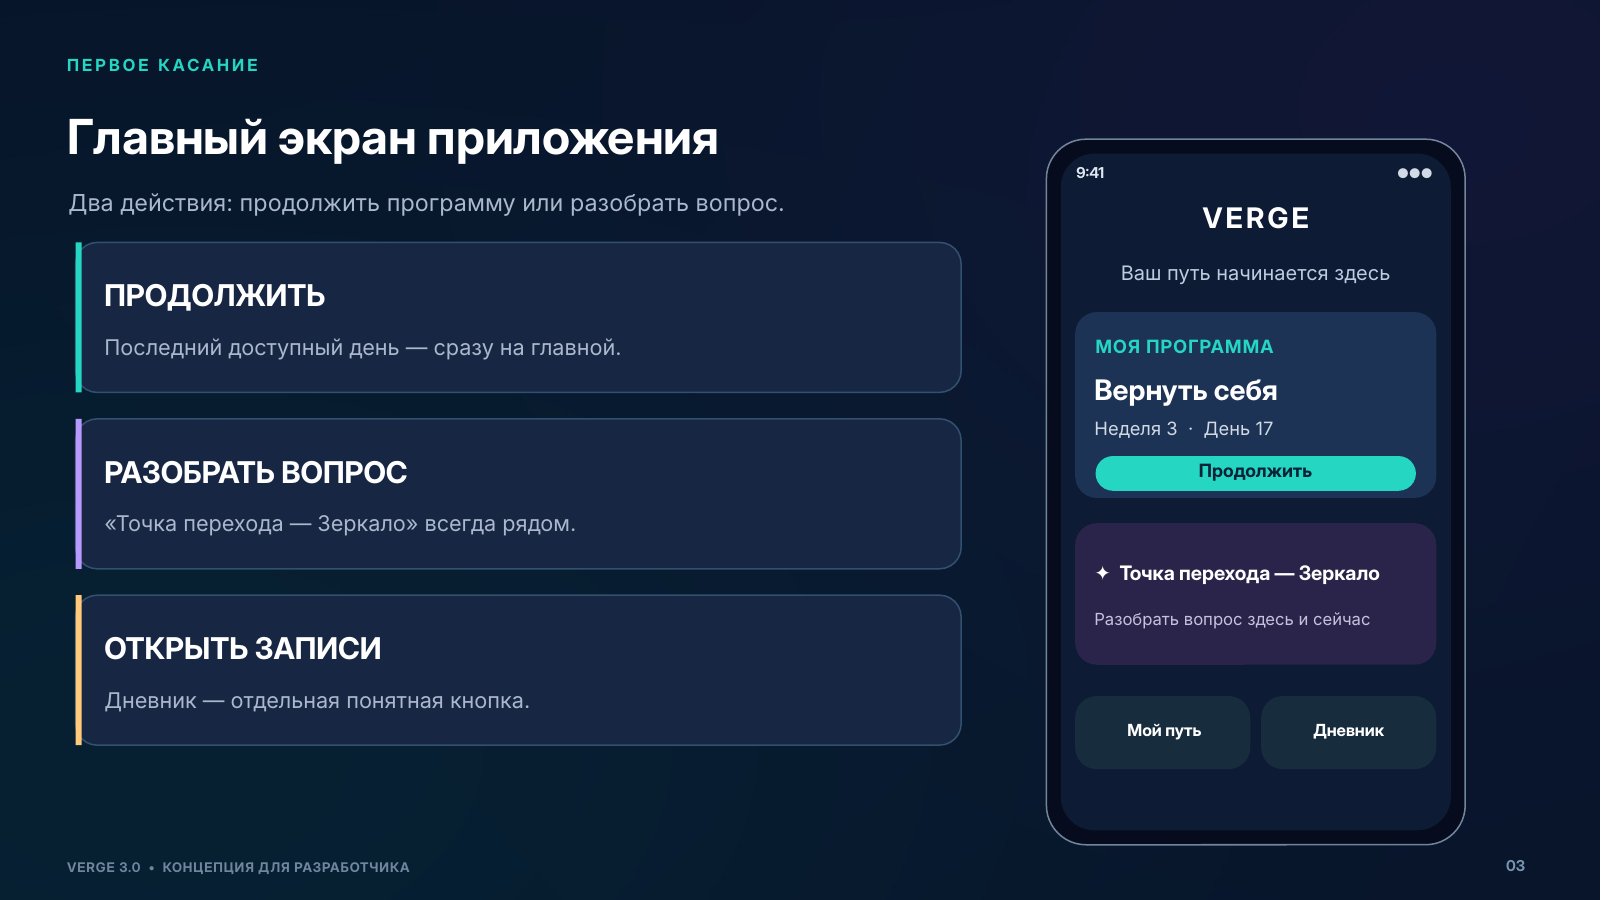 ПЕРВОЕ КАСАНИЕ
Главный экран приложения
Два действия: продолжить программу или разобрать вопрос.
ПРОДОЛЖИТЬ
Последний доступный день — сразу на главной.
РАЗОБРАТЬ ВОПРОС
«Точка перехода — Зеркало» всегда рядом.
ОТКРЫТЬ ЗАПИСИ
Дневник — отдельная понятная кнопка.
9:41
VERGE
Ваш путь начинается здесь
МОЯ ПРОГРАММА
Вернуть себя
Неделя 3 · День 17
Продолжить
✦ Точка перехода — Зеркало
Разобрать вопрос здесь и сейчас
Мой путь
Дневник
VERGE 3.0 • КОНЦЕПЦИЯ ДЛЯ РАЗРАБОТЧИКА
03